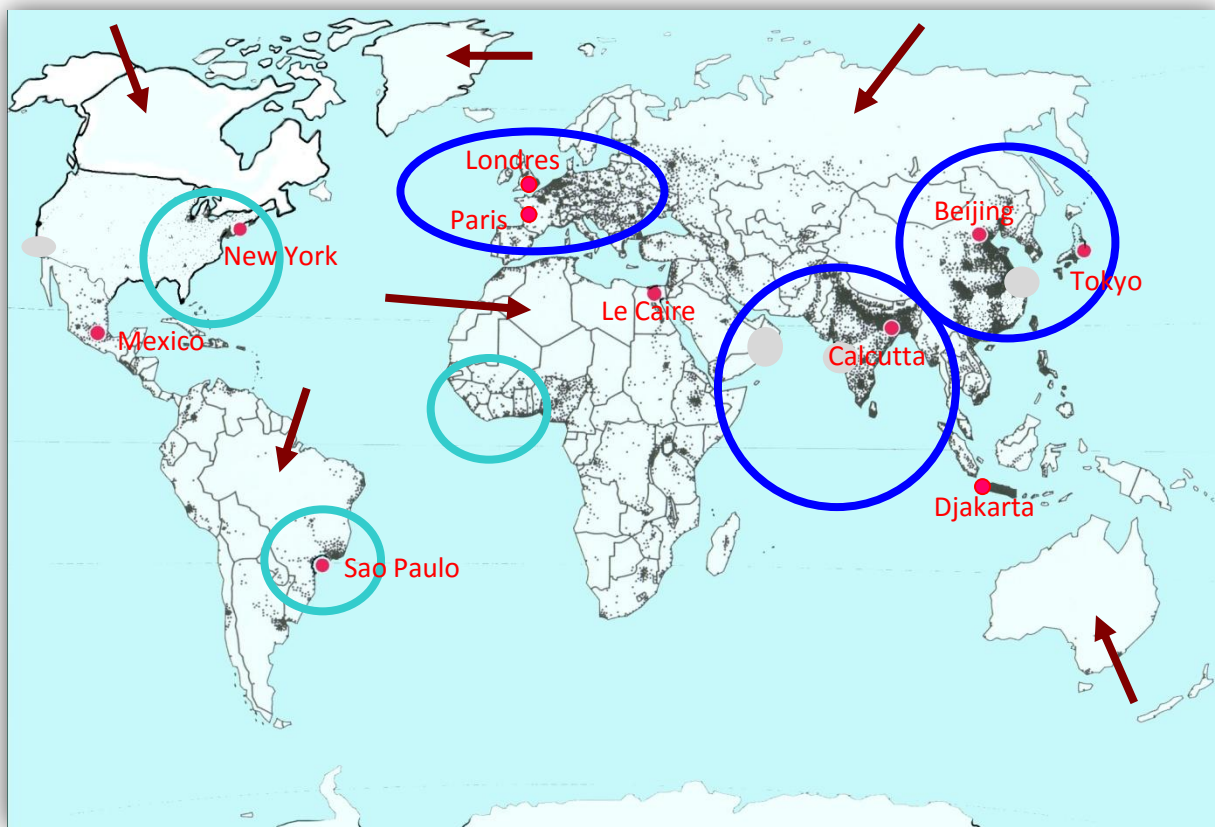 Londres
Paris
Beijing
New York
Tokyo
Le Caire
Mexico
Calcutta
Djakarta
Sao Paulo